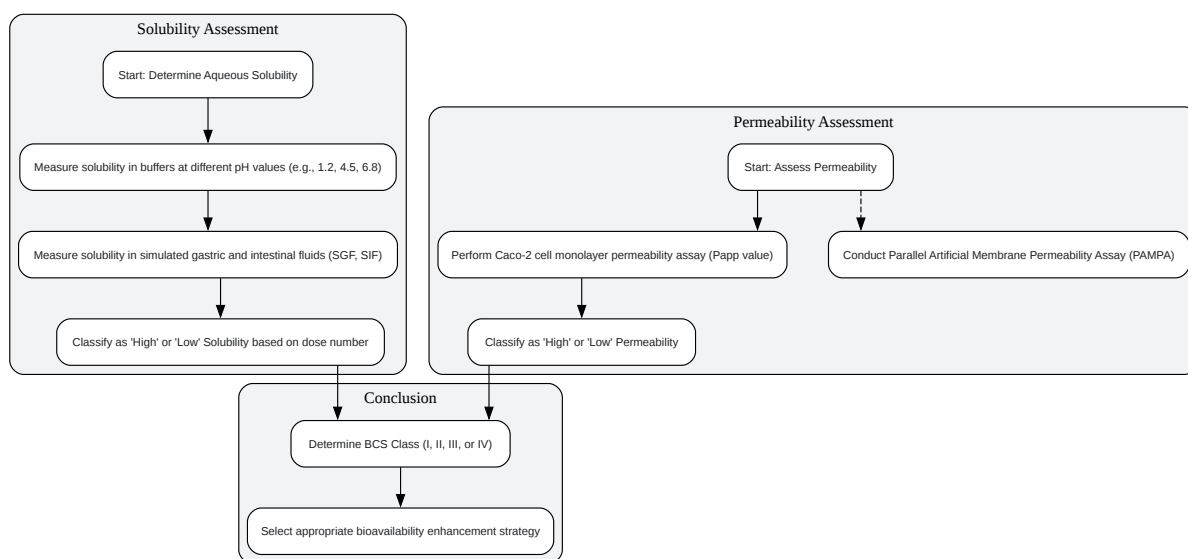 Solubility Assessment
Start: Determine Aqueous Solubility
Measure solubility in buffers at different pH values (e.g., 1.2, 4.5, 6.8)
Measure solubility in simulated gastric and intestinal fluids (SGF, SIF)
Classify as 'High' or 'Low' Solubility based on dose number
Permeability Assessment
Start: Assess Permeability
Perform Caco-2 cell monolayer permeability assay (Papp value)
Conduct Parallel Artificial Membrane Permeability Assay (PAMPA)
Classify as 'High' or 'Low' Permeability
Conclusion
Determine BCS Class (I, II, III, or IV)
Select appropriate bioavailability enhancement strategy